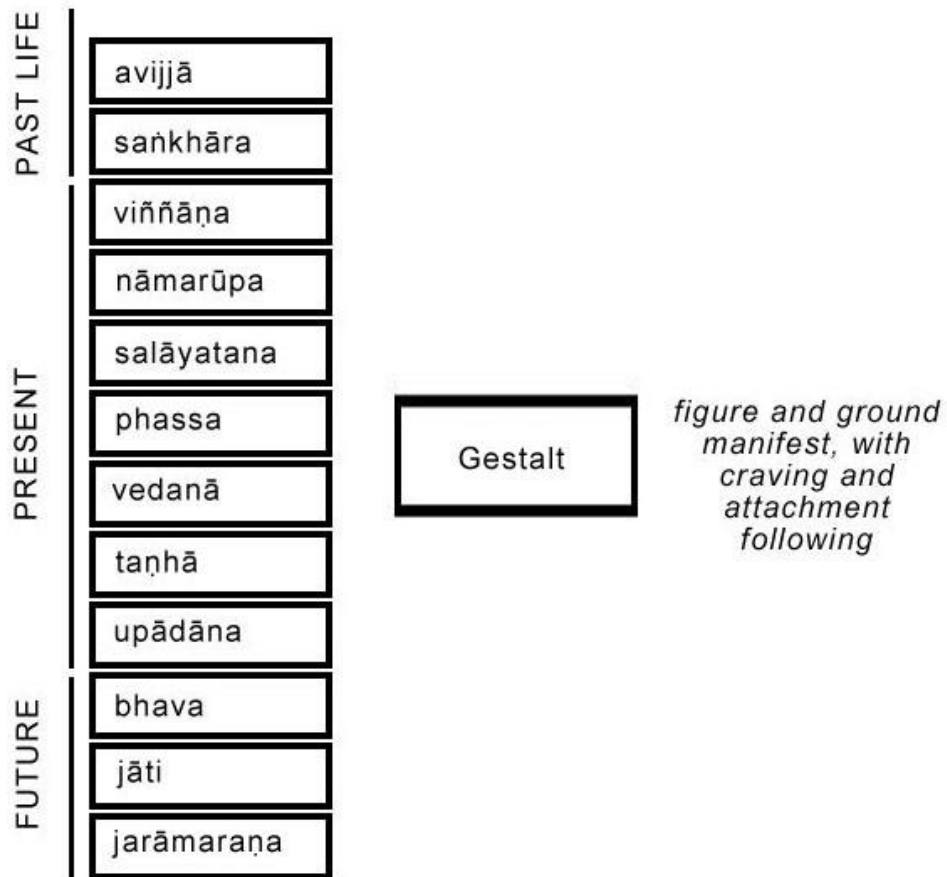 PAST LIFE
avijjā
saṅkhāra
PRESENT
viññāṇa
nāmarūpa
salāyatana
phassa
vedanā
taṇhā
upādāna
FUTURE
bhava
jāti
jarāmaraṇa
Gestalt
figure and ground
manifest, with
craving and
attachment
following